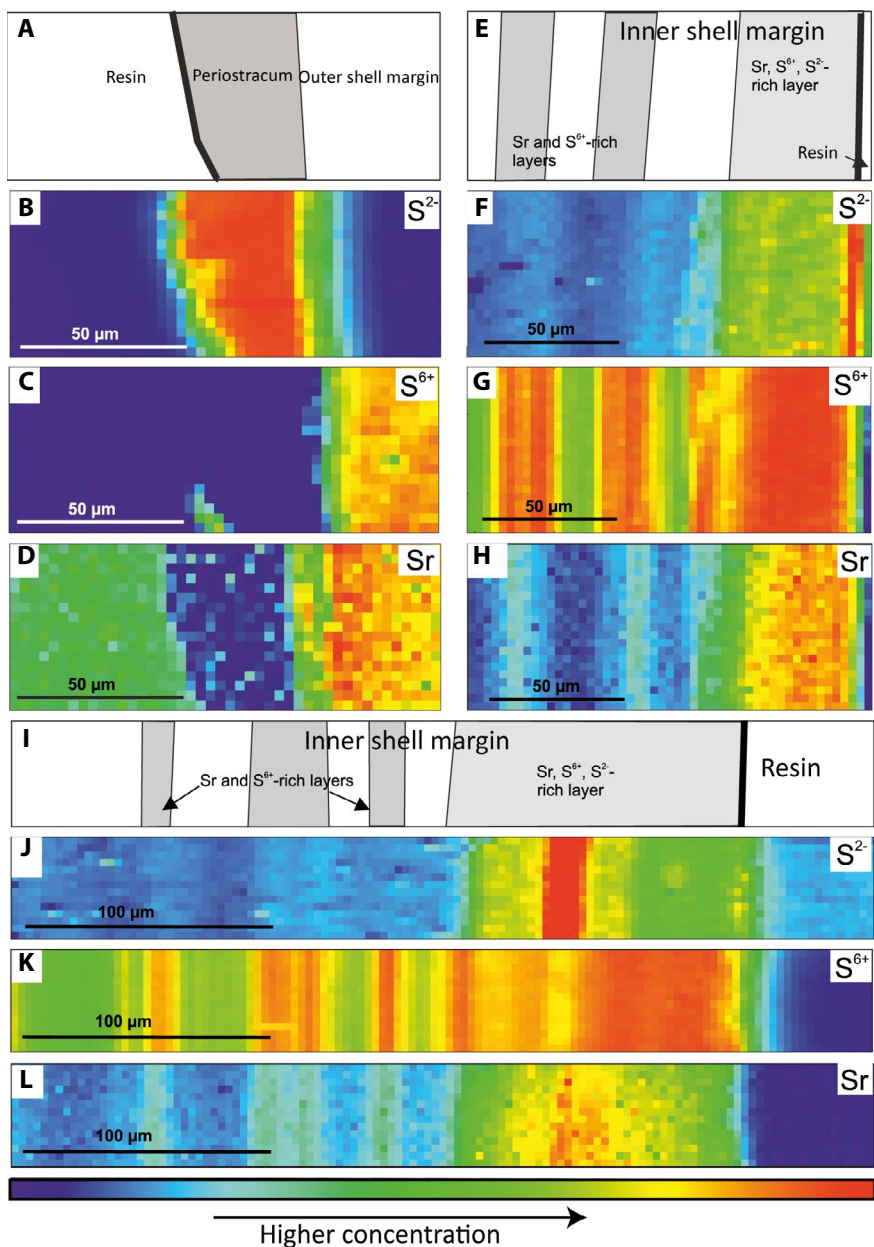 A
Resin
Periostracum
Outer shell margin
B
S²⁻
50 µm
C
S⁶⁺
50 µm
D
Sr
50 µm
E
Inner shell margin
Sr, S⁶⁺, S²⁻-
rich layer
Sr and S⁶⁺-rich
layers
Resin
F
S²⁻
50 µm
G
S⁶⁺
50 µm
H
Sr
50 µm
I
Inner shell margin
Sr and S⁶⁺-rich layers
Sr, S⁶⁺, S²⁻-
rich layer
Resin
J
S²⁻
100 µm
K
S⁶⁺
100 µm
L
Sr
100 µm
Higher concentration